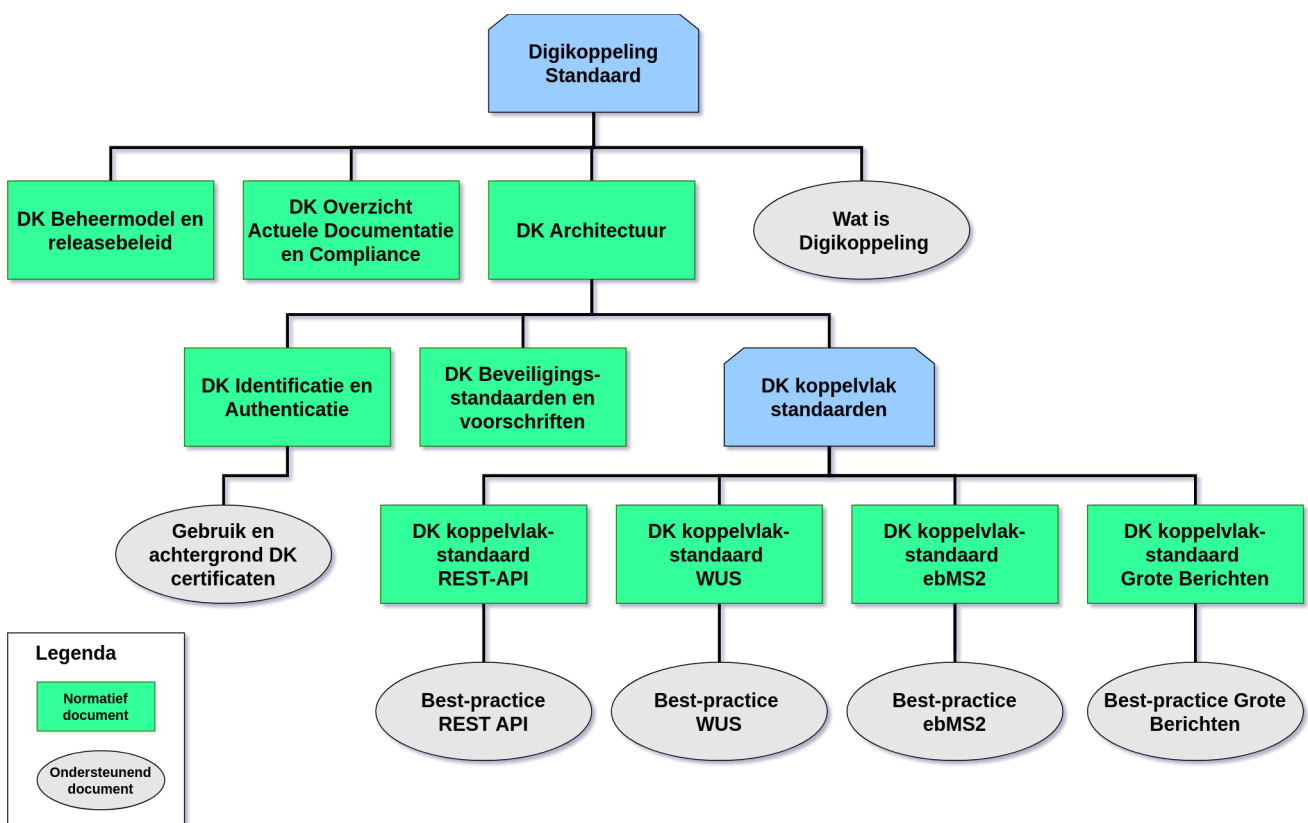 Digikoppeling
Standaard
DK Beheermodel en
releasebeleid
DK Overzicht
Actuele Documentatie
en Compliance
DK Architectuur
Wat is
Digikoppeling
DK Identificatie en
Authenticatie
DK Beveiligings-
standaarden en
voorschriften
DK koppelvlak
standaarden
Gebruik en
achtergrond DK
certificaten
DK koppelvlak-
standaard
REST-API
DK koppelvlak-
standaard
WUS
DK koppelvlak-
standaard
ebMS2
DK koppelvlak-
standaard
Grote Berichten
Best-practice
REST API
Best-practice
WUS
Best-practice
ebMS2
Best-practice Grote
Berichten
Legenda
Normatief
document
Ondersteunend
document